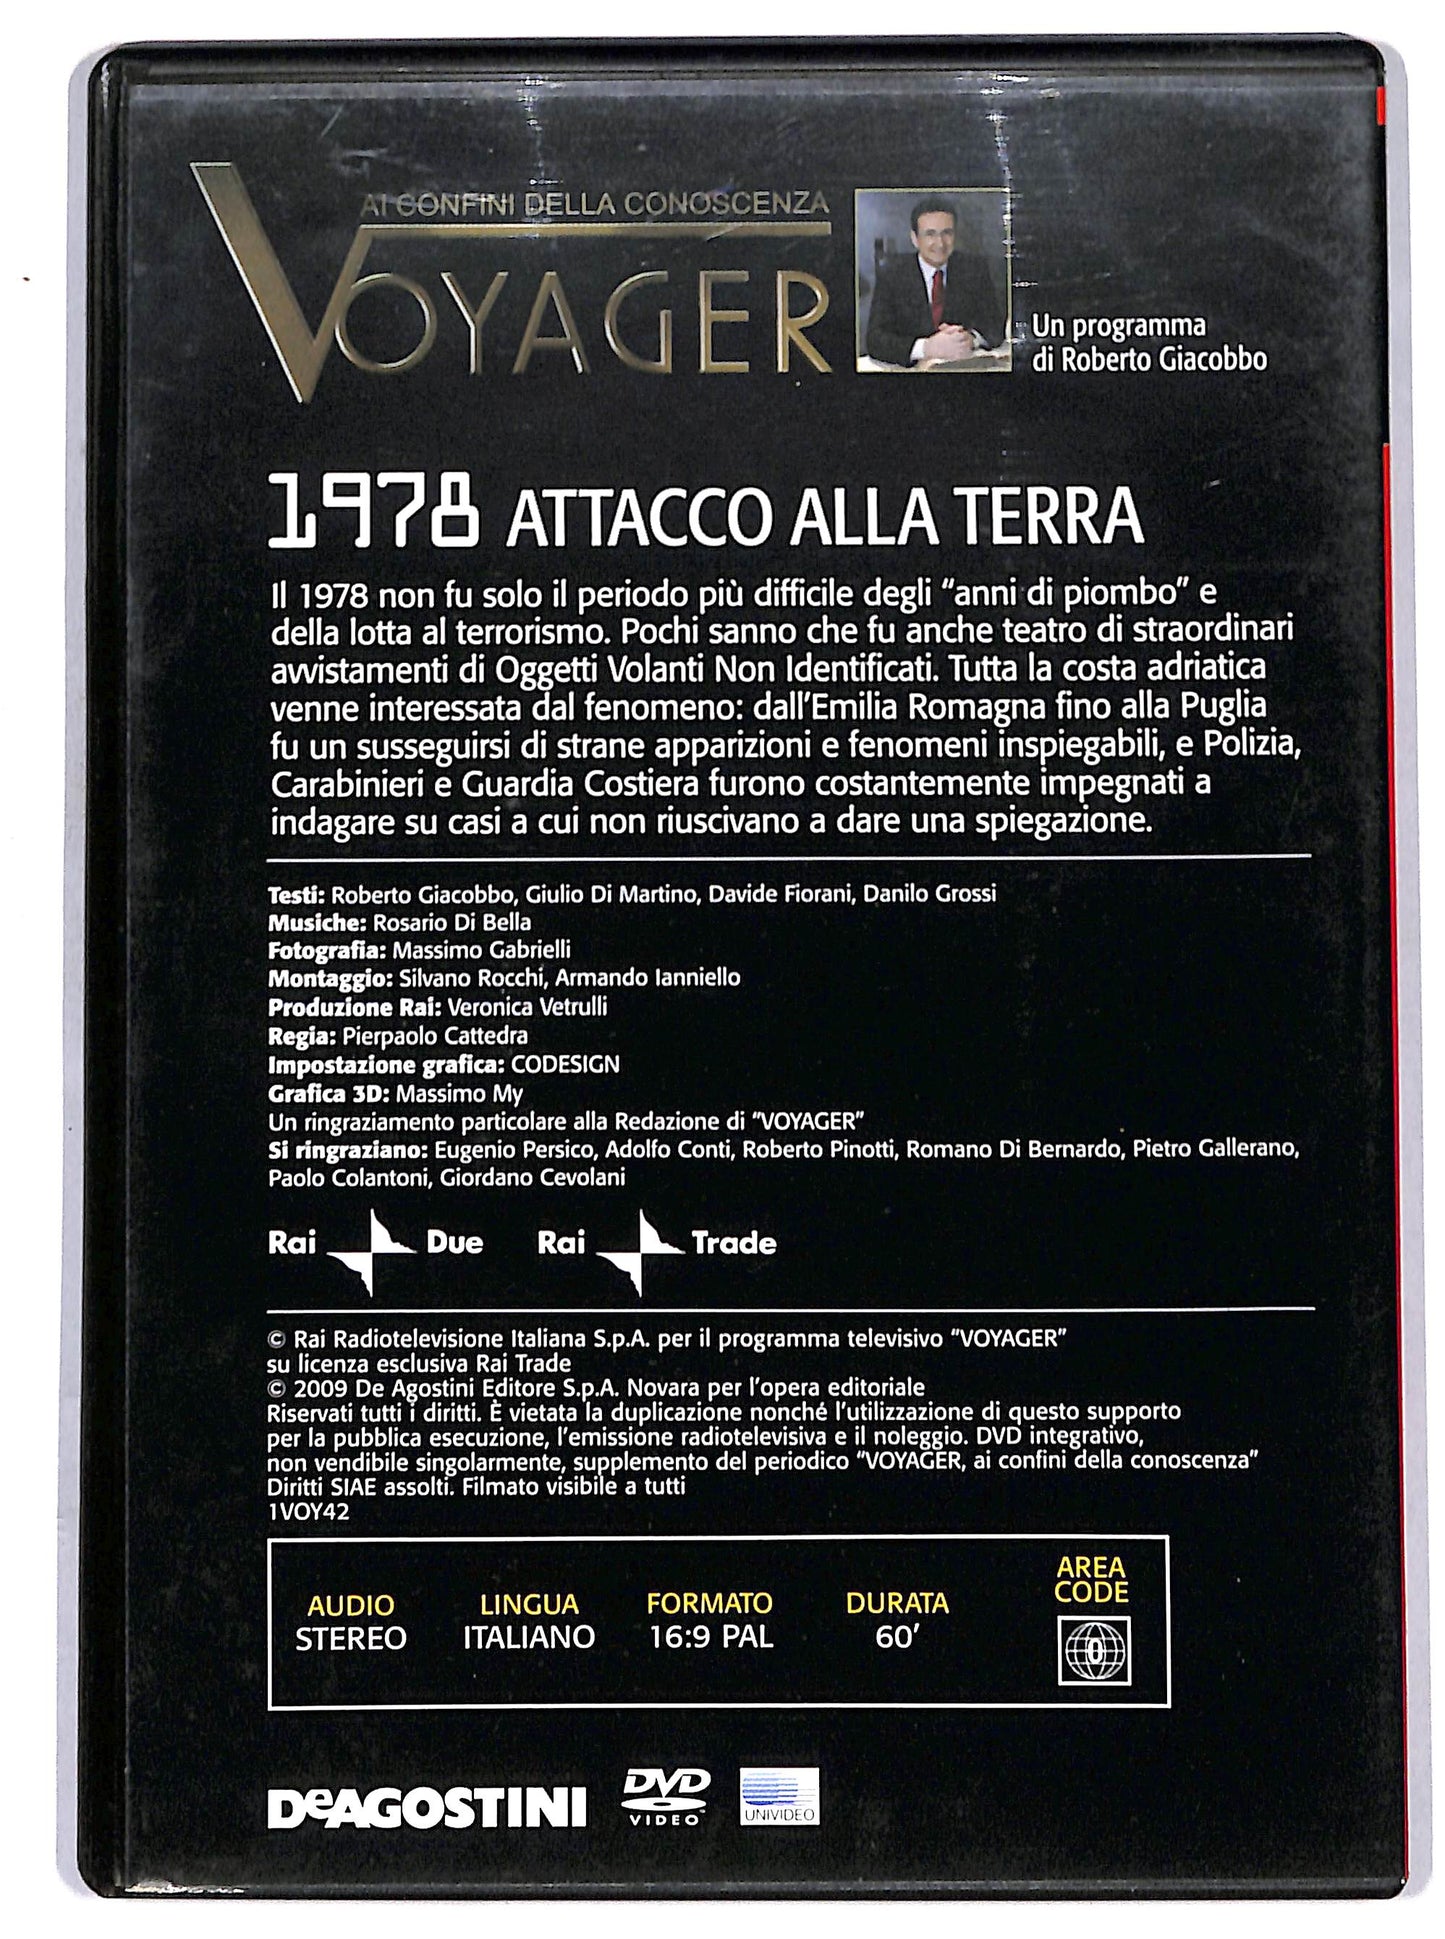 AI CONFINI DELLA CONOSCENZA
VOYAGER
Un programma
di Roberto Giacobbo
1978 ATTACCO ALLA TERRA
Il 1978 non fu solo il periodo più difficile degli “anni di piombo” e
della lotta al terrorismo. Pochi sanno che fu anche teatro di straordinari
avvistamenti di Oggetti Volanti Non Identificati. Tutta la costa adriatica
venne interessata dal fenomeno: dall’Emilia Romagna fino alla Puglia
fu un susseguirsi di strane apparizioni e fenomeni inspiegabili, e Polizia,
Carabinieri e Guardia Costiera furono costantemente impegnati a
indagare su casi a cui non riuscivano a dare una spiegazione.
Testi: Roberto Giacobbo, Giulio Di Martino, Davide Fiorani, Danilo Grossi
Musiche: Rosario Di Bella
Fotografia: Massimo Gabrielli
Montaggio: Silvano Rocchi, Armando Ianniello
Produzione Rai: Veronica Vetrulli
Regia: Pierpaolo Cattedra
Impostazione grafica: CODESIGN
Grafica 3D: Massimo My
Un ringraziamento particolare alla Redazione di “VOYAGER”
Si ringraziano: Eugenio Persico, Adolfo Conti, Roberto Pinotti, Romano Di Bernardo, Pietro Gallerano,
Paolo Colantoni, Giordano Cevolani
Rai Due Rai Trade
© Rai Radiotelevisione Italiana S.p.A. per il programma televisivo “VOYAGER”
su licenza esclusiva Rai Trade
© 2009 De Agostini Editore S.p.A. Novara per l’opera editoriale
Riservati tutti i diritti. È vietata la duplicazione nonché l’utilizzazione di questo supporto
per la pubblica esecuzione, l’emissione radiotelevisiva e il noleggio. DVD integrativo,
non vendibile singolarmente, supplemento del periodico “VOYAGER, ai confini della conoscenza”
Diritti SIAE assolti. Filmato visibile a tutti
1VOY42
AUDIO LINGUA FORMATO DURATA AREA CODE
STEREO ITALIANO 16:9 PAL 60’ 0
DeAGOSTINI DVD VIDEO™ UNIVIDEO